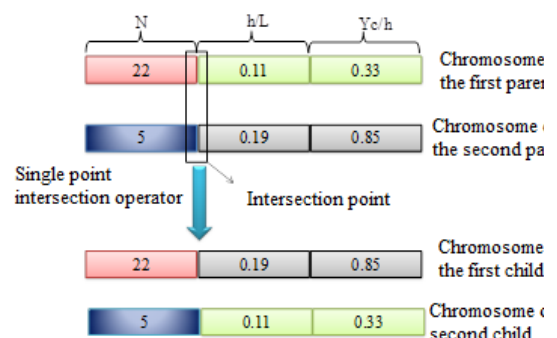 N h/L Yc/h
22 0.11 0.33
Chromosome
the first
5 0.19 0.85
Chromosome
the second
Single point
intersection operator
Intersection point
22 0.19 0.85
Chromosome
the first child
5 0.11 0.33
Chromosome
second child